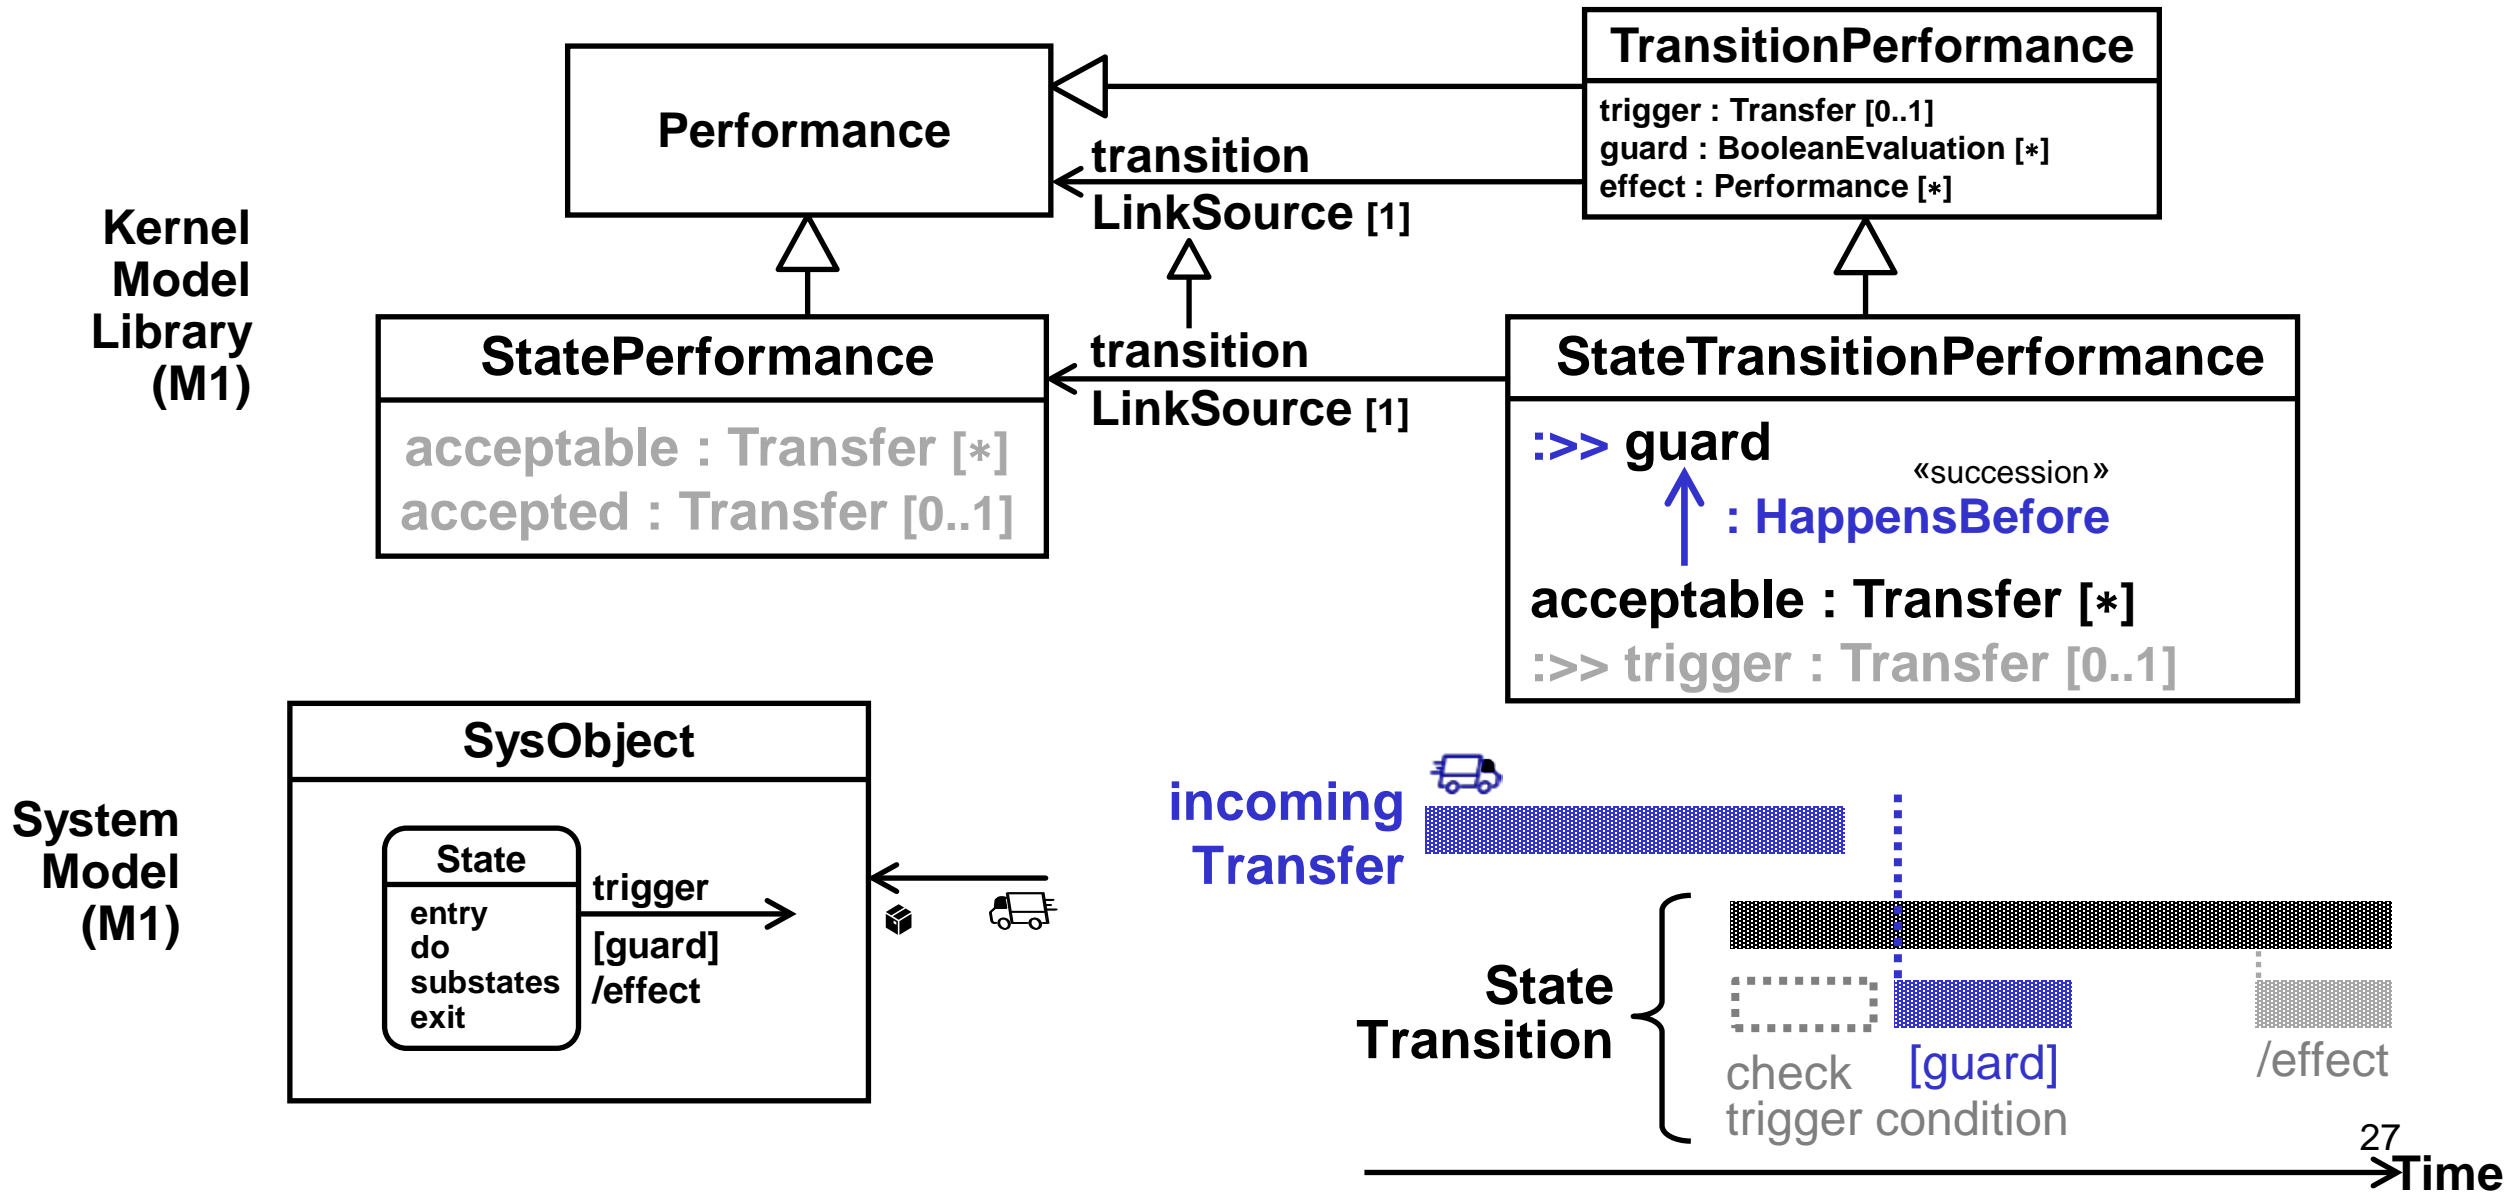 Kernel
Model
Library
(M1)
Performance
TransitionPerformance
trigger : Transfer [0..1]
guard : BooleanEvaluation [*]
effect : Performance [*]
transition
LinkSource [1]
StatePerformance
acceptable : Transfer [*]
accepted : Transfer [0..1]
transition
LinkSource [1]
StateTransitionPerformance
:>> guard
«succession»
: HappensBefore
acceptable : Transfer [*]
:>> trigger : Transfer [0..1]
System
Model
(M1)
SysObject
State
entry
do
substates
exit
trigger
[guard]
/effect
incoming
Transfer
State
Transition
check
trigger condition
[guard]
/effect
27
Time